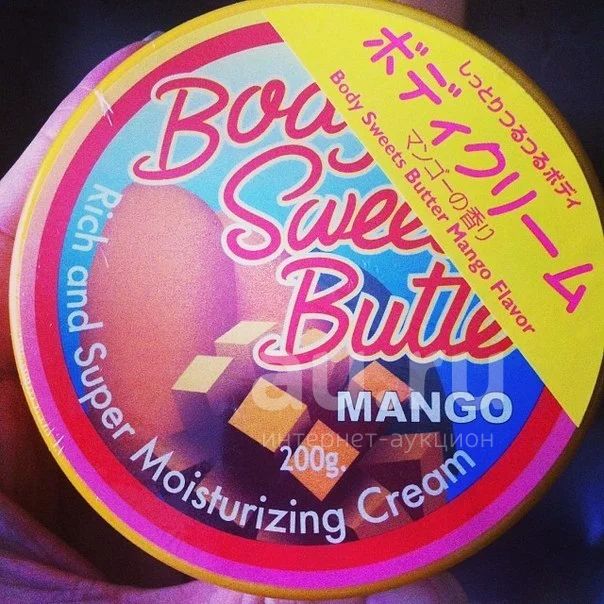 しっとりつるつるボディ
ボディクリーム
マンゴーの香り
Body Sweets Butter Mango Flavor
Body
Sweets
Butter
MANGO
200g.
Rich and Super Moisturizing Cream
au.ru
интернет-аукцион